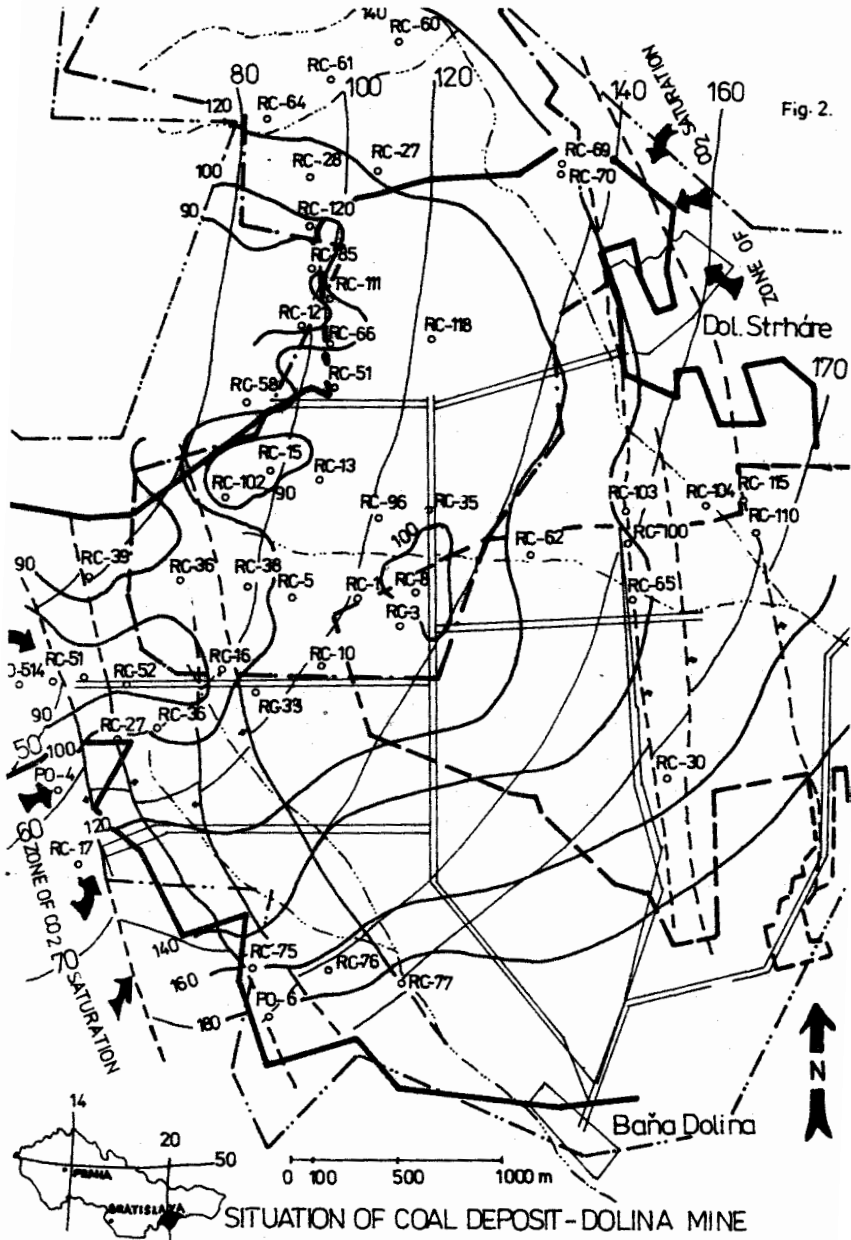 140
RC-60
RC-61
80
100
120
140
160
CO2 SATURATION
Fig. 2.
120
RC-64
RC-28
RC-27
RC-69
RC-70
100
90
RC-120
RC-85
RC-111
ZONE OF
RC-12
RC-66
RC-118
Dol. Strháre
RC-51
RC-58
170
RC-15
RC-13
RC-102
90
RC-96
RC-35
RC-103
RC-104
RC-115
100
RC-62
RC-100
RC-110
90
RC-39
RC-36
RC-38
RC-5
RC-1
RC-8
RC-65
RC-3
RC-16
RC-10
RC-51
RC-52
RC-33
90
RC-27
RC-36
50
100
PO-4
RC-30
60
120
RC-17
ZONE OF CO2 SATURATION
70
140
RC-75
RC-76
160
RC-77
PO-6
180
N
Baňa Dolina
14
20
50
PRAHA
BRATISLAVA
0 100 500 1000 m
SITUATION OF COAL DEPOSIT-DOLINA MINE